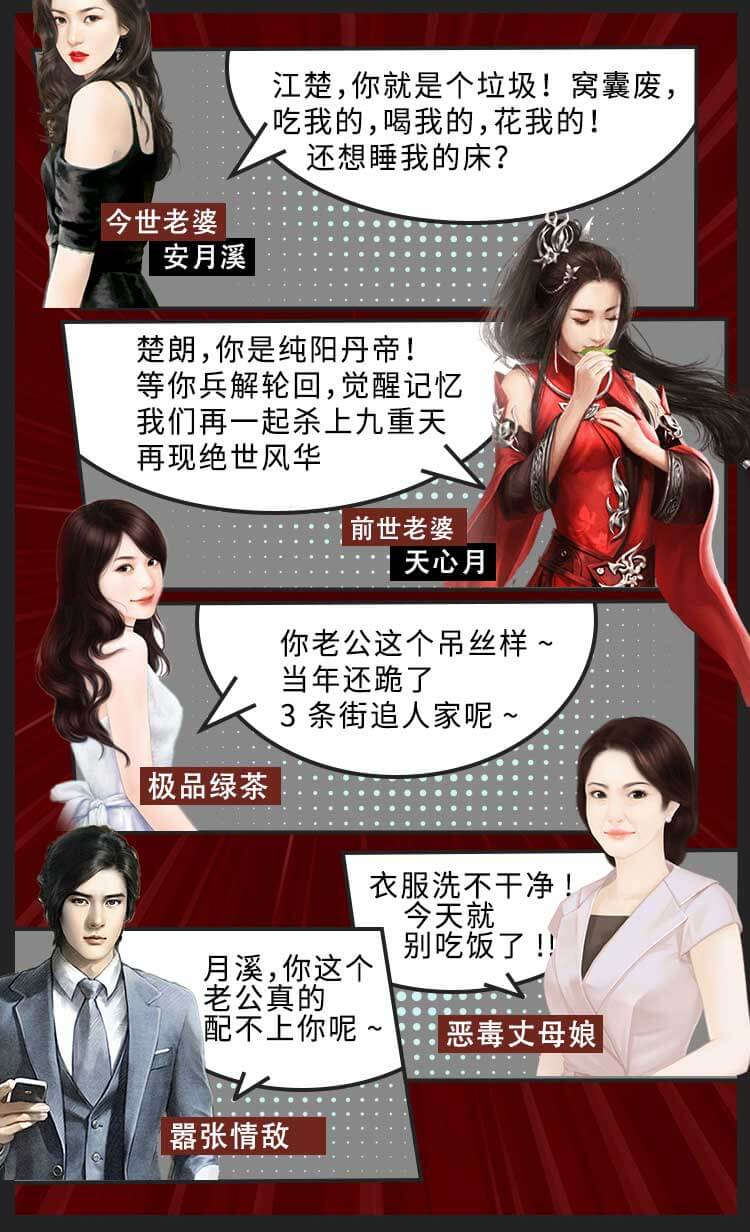 江楚,你就是个垃圾!窝囊废,
吃我的,喝我的,花我的!
还想睡我的床?
今世老婆
安月溪
楚朗,你是纯阳丹帝!
等你兵解轮回,觉醒记忆
我们再一起杀上九重天
再现绝世风华
前世老婆
天心月
你老公这个吊丝样~
当年还跪了
3 条街追人家呢~
极品绿茶
衣服洗不干净!
今天就
别吃饭了!!
恶毒丈母娘
月溪,你这个
老公真的
配不上你呢~
嚣张情敌